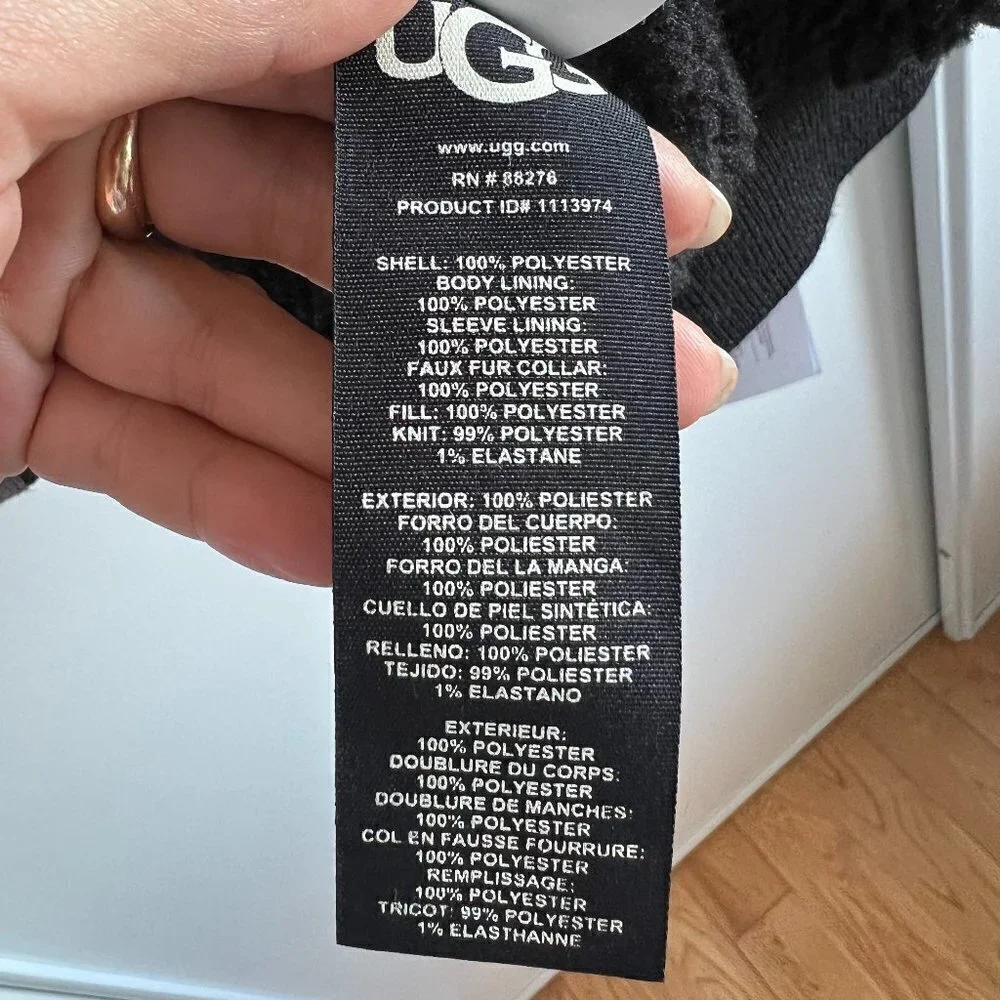 UGG
www.ugg.com
RN # 88276
PRODUCT ID# 1113974
SHELL: 100% POLYESTER
BODY LINING:
100% POLYESTER
SLEEVE LINING:
100% POLYESTER
FAUX FUR COLLAR:
100% POLYESTER
FILL: 100% POLYESTER
KNIT: 99% POLYESTER
1% ELASTANE
EXTERIOR: 100% POLIESTER
FORRO DEL CUERPO:
100% POLIESTER
FORRO DEL LA MANGA:
100% POLIESTER
CUELLO DE PIEL SINTÉTICA:
100% POLIESTER
RELLENO: 100% POLIESTER
TEJIDO: 99% POLIESTER
1% ELASTANO
EXTERIEUR:
100% POLYESTER
DOUBLURE DU CORPS:
100% POLYESTER
DOUBLURE DE MANCHES:
100% POLYESTER
COL EN FAUSSE FOURRURE:
100% POLYESTER
REMPLISSAGE:
100% POLYESTER
TRICOT: 99% POLYESTER
1% ELASTHANNE